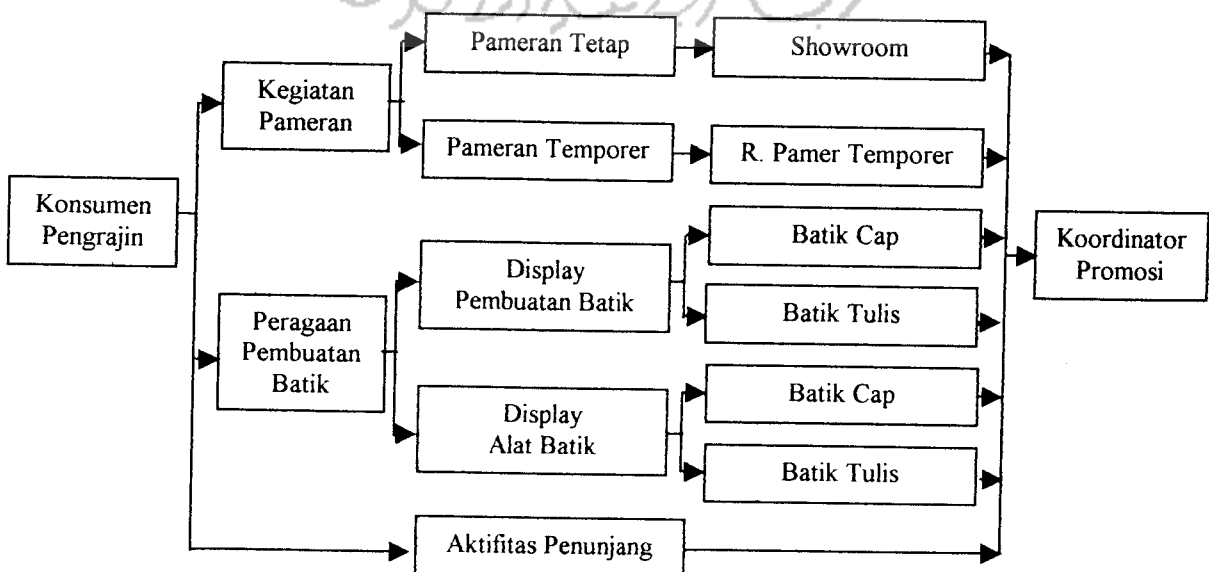 Pameran Tetap
Showroom
Kegiatan
Pameran
Pameran Temporer
R. Pamer Temporer
Konsumen
Pengrajin
Batik Cap
Koordinator
Promosi
Display
Pembuatan Batik
Batik Tulis
Peragaan
Pembuatan
Batik
Batik Cap
Display
Alat Batik
Batik Tulis
Aktifitas Penunjang